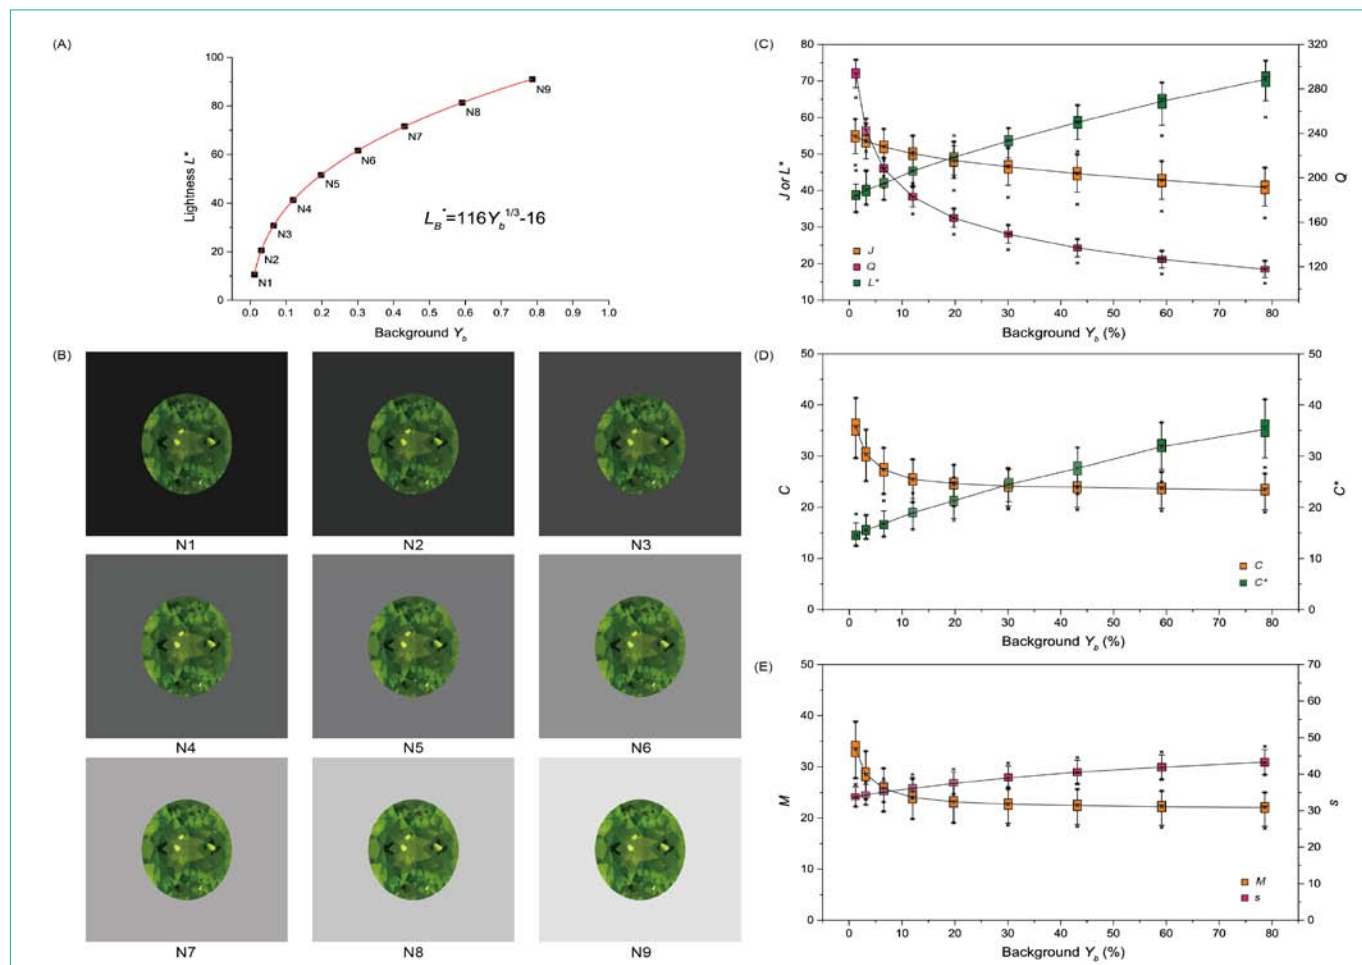 (A)
100
80
60
40
20
0
Lightness L*
N1
N2
N3
N4
N5
N6
N7
N8
N9
L_B^*=116Y_b^1/3-16
0.0 0.1 0.2 0.3 0.4 0.5 0.6 0.7 0.8 0.9 1.0
Background Y_b
(B)
N1 N2 N3
N4 N5 N6
N7 N8 N9
(C)
80
70
60
50
40
30
20
10
J or L*
320
280
240
200
160
120
Q
J
Q
L*
0 10 20 30 40 50 60 70 80
Background Y_b (%)
(D)
50
40
30
20
10
0
C
50
40
30
20
10
0
C*
C
C*
0 10 20 30 40 50 60 70 80
Background Y_b (%)
(E)
50
40
30
20
10
0
M
70
60
50
40
30
20
10
0
s
M
s
0 10 20 30 40 50 60 70 80
Background Y_b (%)